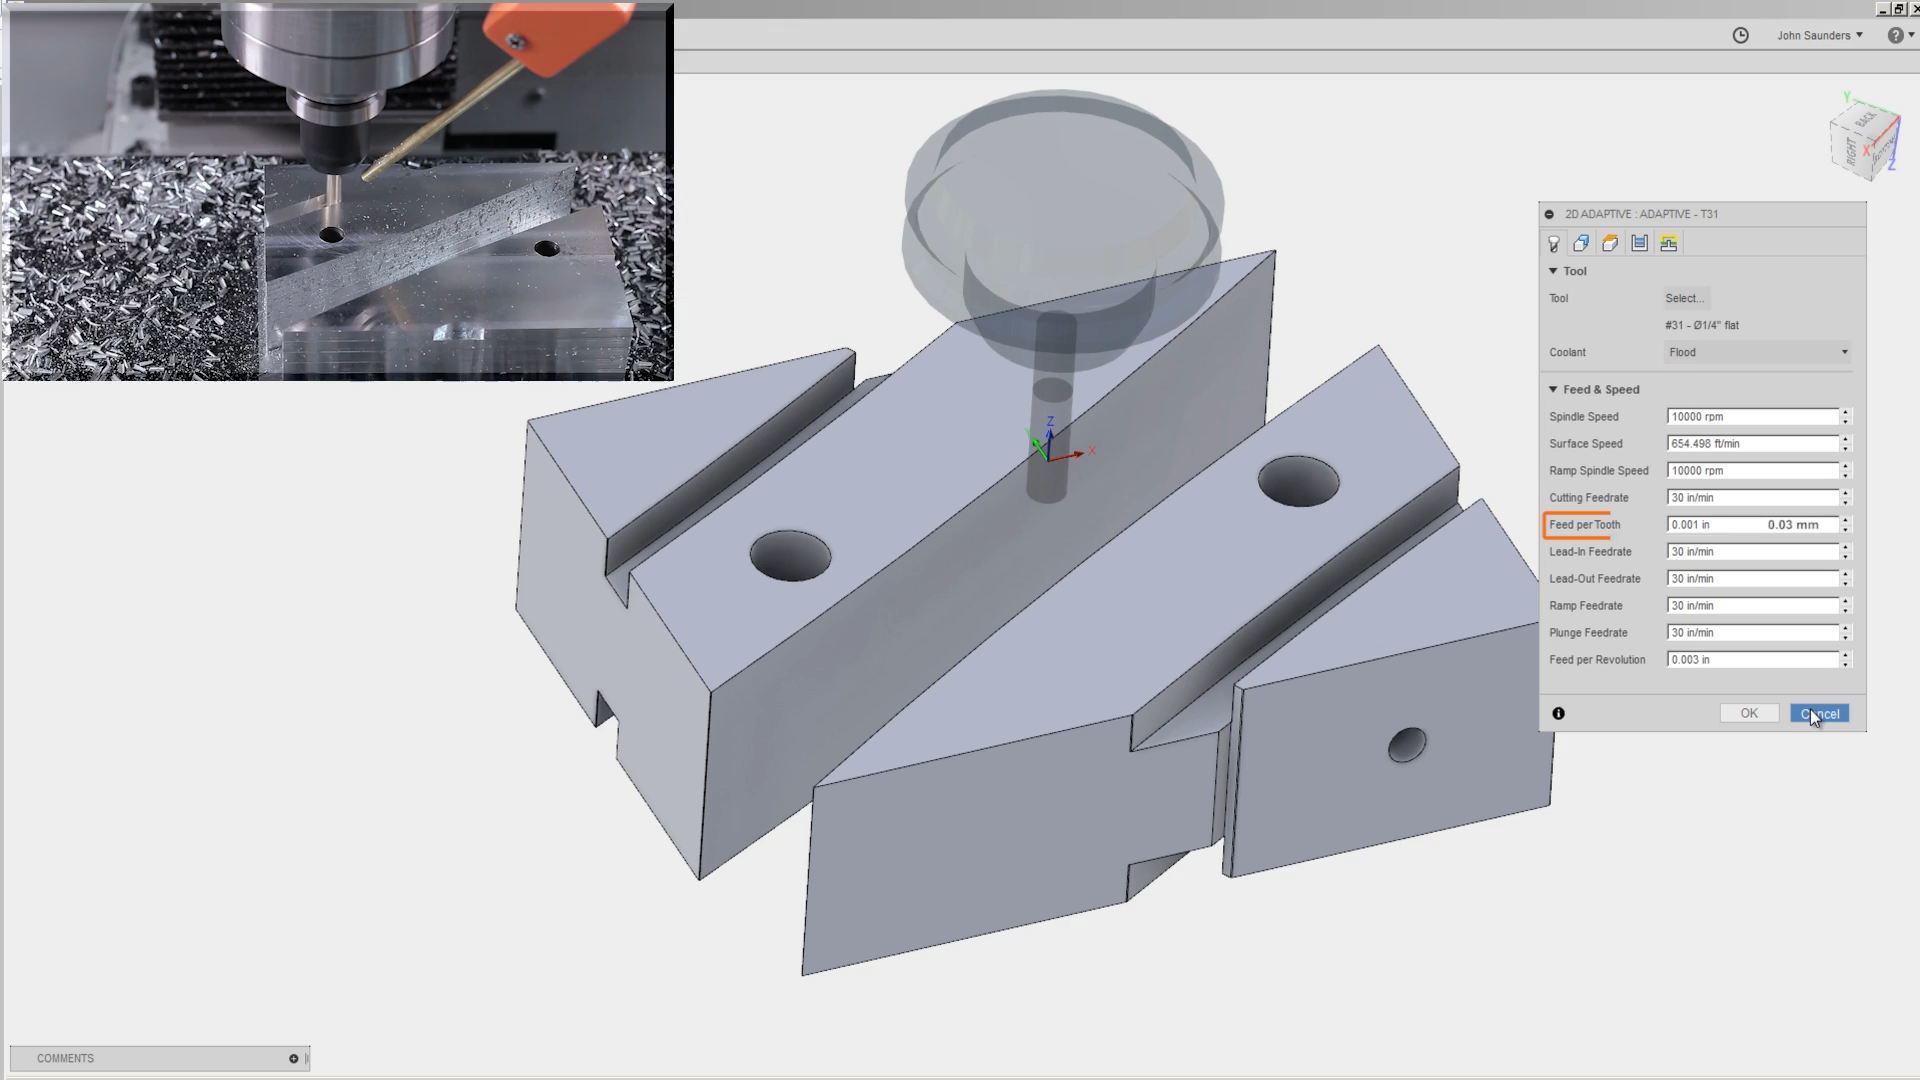 John Saunders
Y
BACK
RIGHT
X
Z
2D ADAPTIVE : ADAPTIVE - T31
Tool
Tool
Select...
#31 - Ø1/4" flat
Coolant
Flood
Feed & Speed
Spindle Speed
10000 rpm
Surface Speed
654.498 ft/min
Ramp Spindle Speed
10000 rpm
Cutting Feedrate
30 in/min
Feed per Tooth
0.001 in
0.03 mm
Lead-In Feedrate
30 in/min
Lead-Out Feedrate
30 in/min
Ramp Feedrate
30 in/min
Plunge Feedrate
30 in/min
Feed per Revolution
0.003 in
OK
Cancel
Z
X
COMMENTS